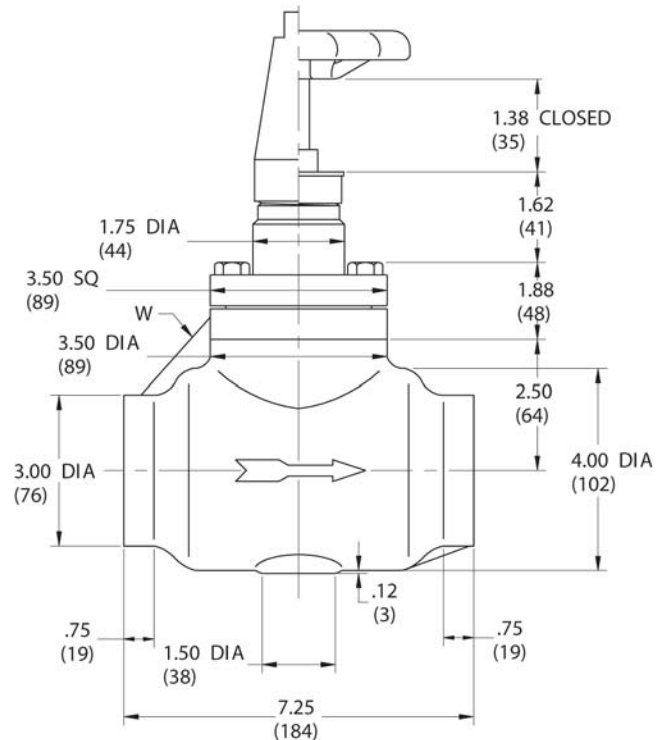 1.38 CLOSED
(35)
1.62
(41)
1.75 DIA
(44)
3.50 SQ
(89)
1.88
(48)
W
3.50 DIA
(89)
2.50
(64)
3.00 DIA
(76)
4.00 DIA
(102)
.12
(3)
.75
(19)
1.50 DIA
(38)
.75
(19)
7.25
(184)